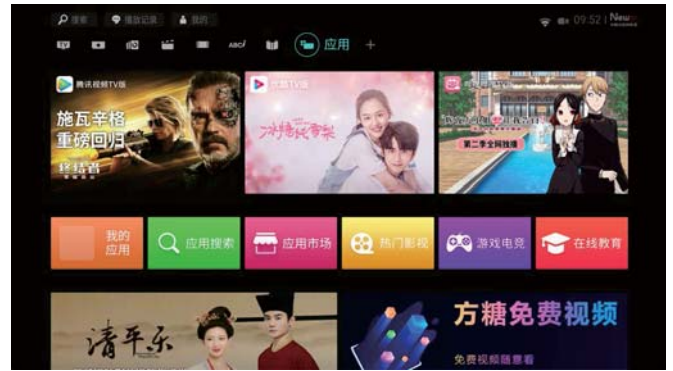 搜索 播放记录 我的
09:52 | New
TV
ABC
应用 +
腾讯视频TV版
施瓦辛格
重磅回归
终结者
优酷TV版
冰糖炖雪梨
第二季全网独播
我的
应用
应用搜索
应用市场
热门影视
游戏电竞
在线教育
清平乐
方糖免费视频
免费视频随意看